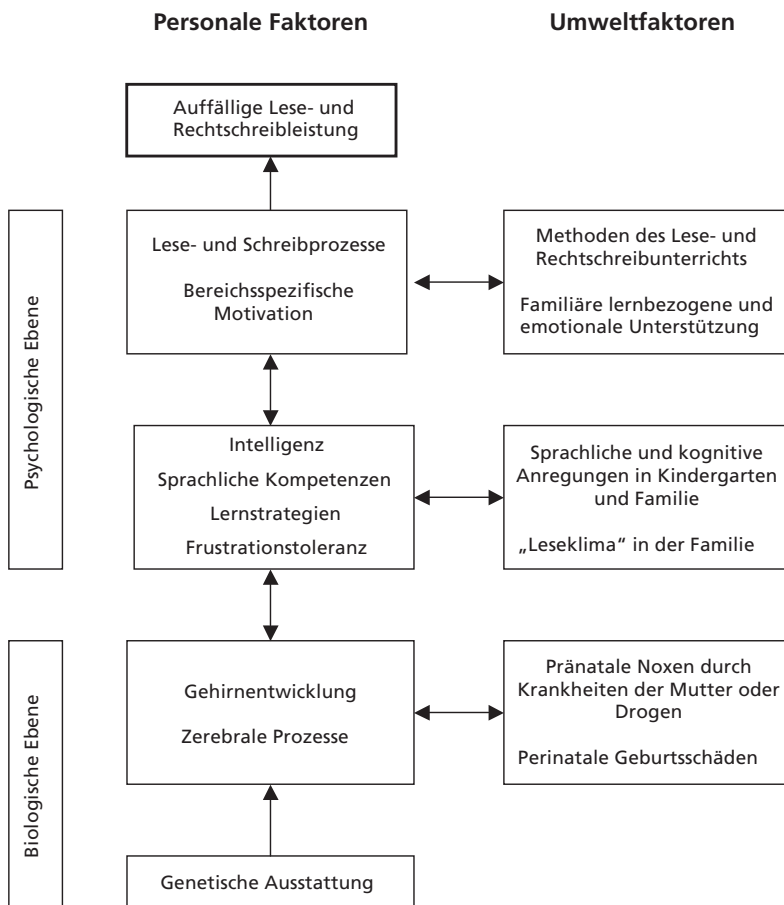 Personale Faktoren
Umweltfaktoren
Auffällige Lese- und
Rechtschreibleistung
Psychologische Ebene
Lese- und Schreibprozesse
Bereichsspezifische
Motivation
Methoden des Lese- und
Rechtschreibunterrichts
Familiäre lernbezogene und
emotionale Unterstützung
Intelligenz
Sprachliche Kompetenzen
Lernstrategien
Frustrationstoleranz
Sprachliche und kognitive
Anregungen in Kindergarten
und Familie
„Leseklima“ in der Familie
Biologische Ebene
Gehirnentwicklung
Zerebrale Prozesse
Pränatale Noxen durch
Krankheiten der Mutter oder
Drogen
Perinatale Geburtsschäden
Genetische Ausstattung